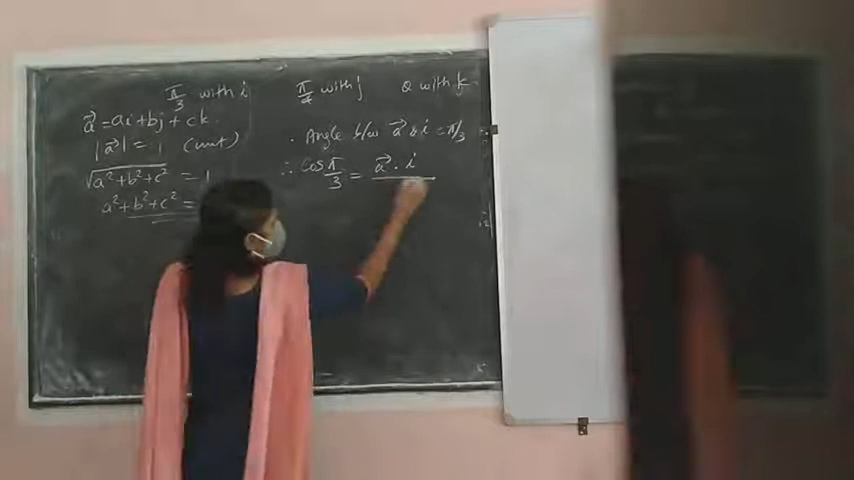 π/3 with i π/4 with j θ with k
a⃗ = ai + bj + ck.
|a⃗| = 1 (unit)
√a²+b²+c² = 1
a²+b²+c² =
. Angle b/w a⃗ & i = π/3
∴ cos π/3 = a⃗ · i